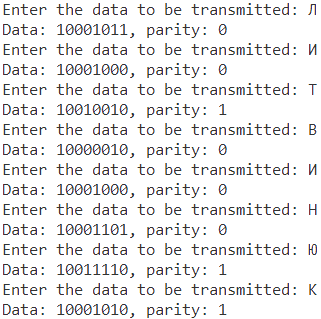 Enter the data to be transmitted: Л
Data: 10001011, parity: 0
Enter the data to be transmitted: И
Data: 10001000, parity: 0
Enter the data to be transmitted: Т
Data: 10010010, parity: 1
Enter the data to be transmitted: В
Data: 10000010, parity: 0
Enter the data to be transmitted: И
Data: 10001000, parity: 0
Enter the data to be transmitted: Н
Data: 10001101, parity: 0
Enter the data to be transmitted: Ю
Data: 10011110, parity: 1
Enter the data to be transmitted: К
Data: 10001010, parity: 1